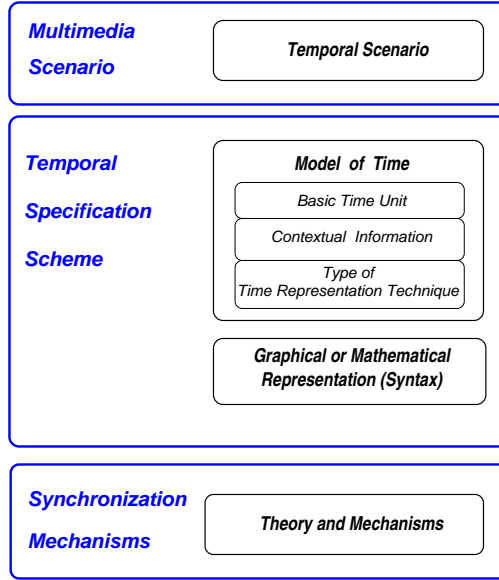 Multimedia
Scenario
Temporal Scenario
Temporal
Specification
Scheme
Model of Time
Basic Time Unit
Contextual Information
Type of
Time Representation Technique
Graphical or Mathematical
Representation (Syntax)
Synchronization
Mechanisms
Theory and Mechanisms